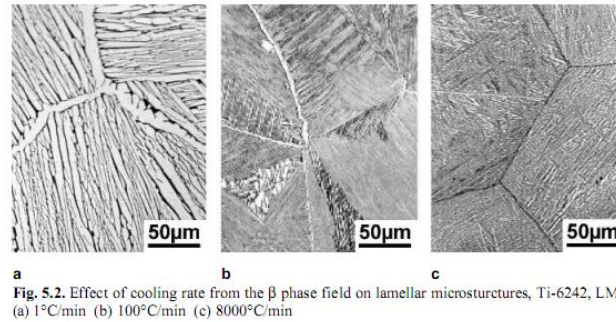 50µm
50µm
50µm
a
b
c
Fig. 5.2. Effect of cooling rate from the β phase field on lamellar microsturctures, Ti-6242, LM
(a) 1°C/min (b) 100°C/min (c) 8000°C/min